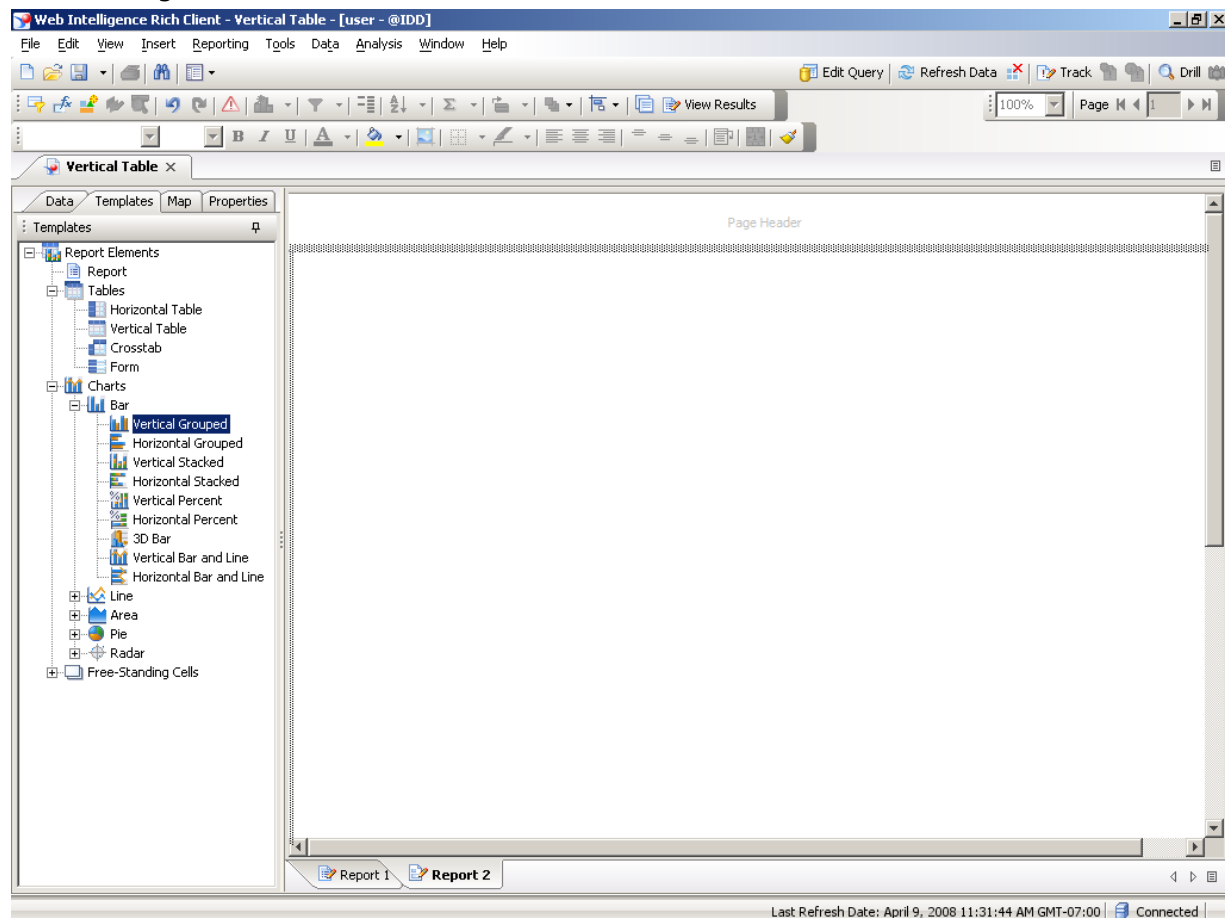 Web Intelligence Rich Client - Vertical Table - [user - @IDD]
File Edit View Insert Reporting Tools Data Analysis Window Help
Edit Query Refresh Data Track Drill
View Results 100% Page 1
B I U A
Vertical Table
Data Templates Map Properties
Templates
Page Header
Report Elements
Report
Tables
Horizontal Table
Vertical Table
Crosstab
Form
Charts
Bar
Vertical Grouped
Horizontal Grouped
Vertical Stacked
Horizontal Stacked
Vertical Percent
Horizontal Percent
3D Bar
Vertical Bar and Line
Horizontal Bar and Line
Line
Area
Pie
Radar
Free-Standing Cells
Report 1 Report 2
Last Refresh Date: April 9, 2008 11:31:44 AM GMT-07:00 Connected